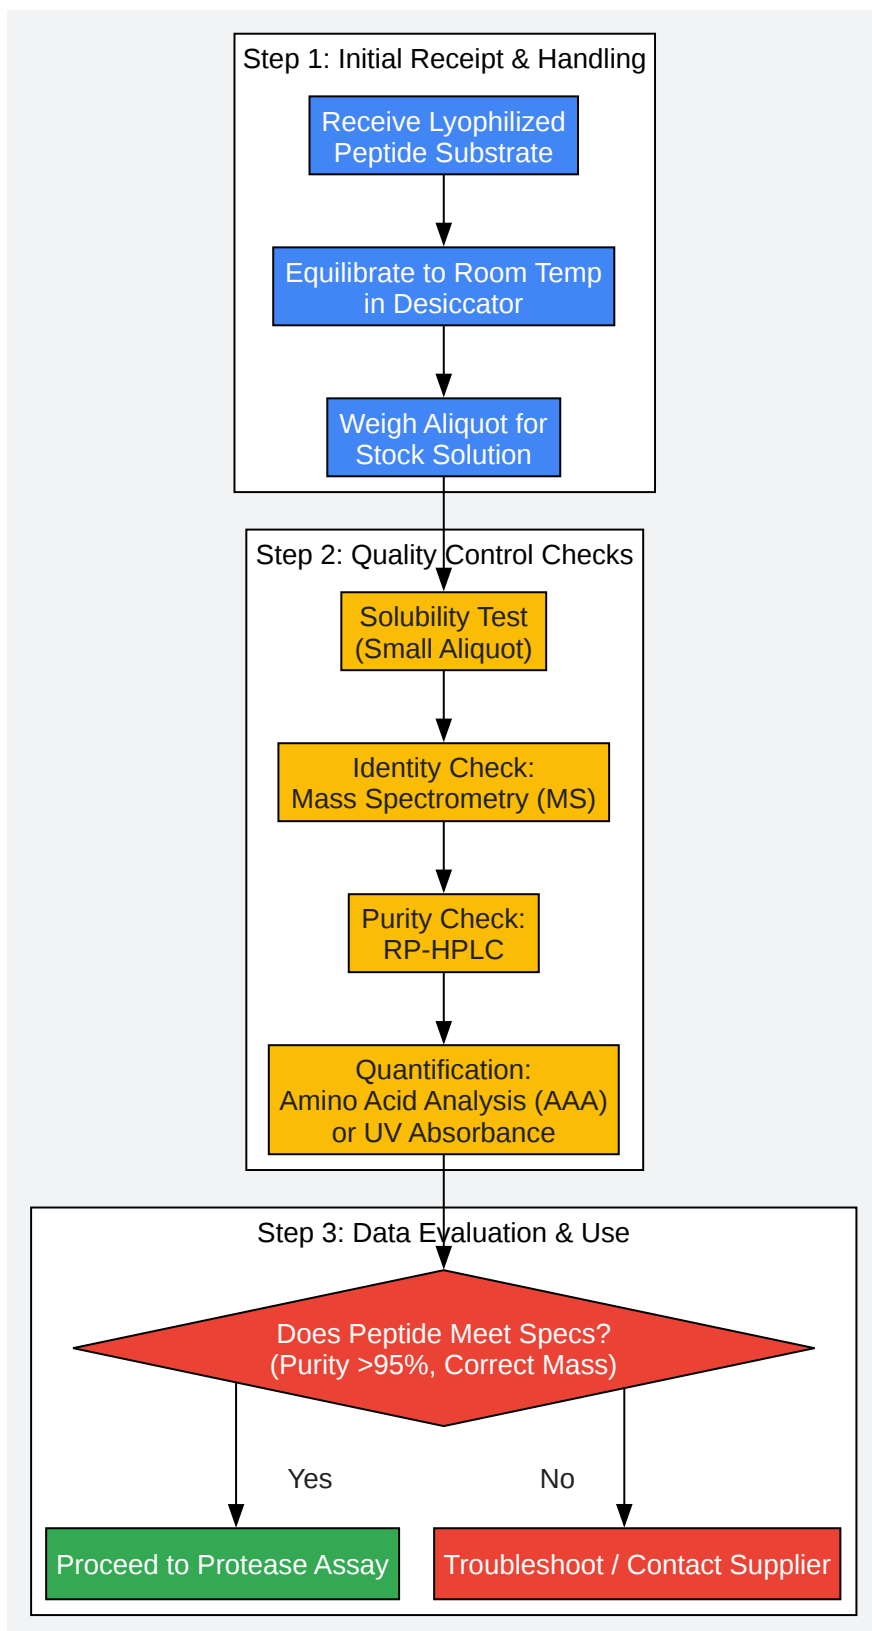 Step 1: Initial Receipt & Handling
Receive Lyophilized
Peptide Substrate
Equilibrate to Room Temp
in Desiccator
Weigh Aliquot for
Stock Solution
Step 2: Quality Control Checks
Solubility Test
(Small Aliquot)
Identity Check:
Mass Spectrometry (MS)
Purity Check:
RP-HPLC
Quantification:
Amino Acid Analysis (AAA)
or UV Absorbance
Step 3: Data Evaluation & Use
Does Peptide Meet Specs?
(Purity >95%, Correct Mass)
Yes
No
Proceed to Protease Assay
Troubleshoot / Contact Supplier